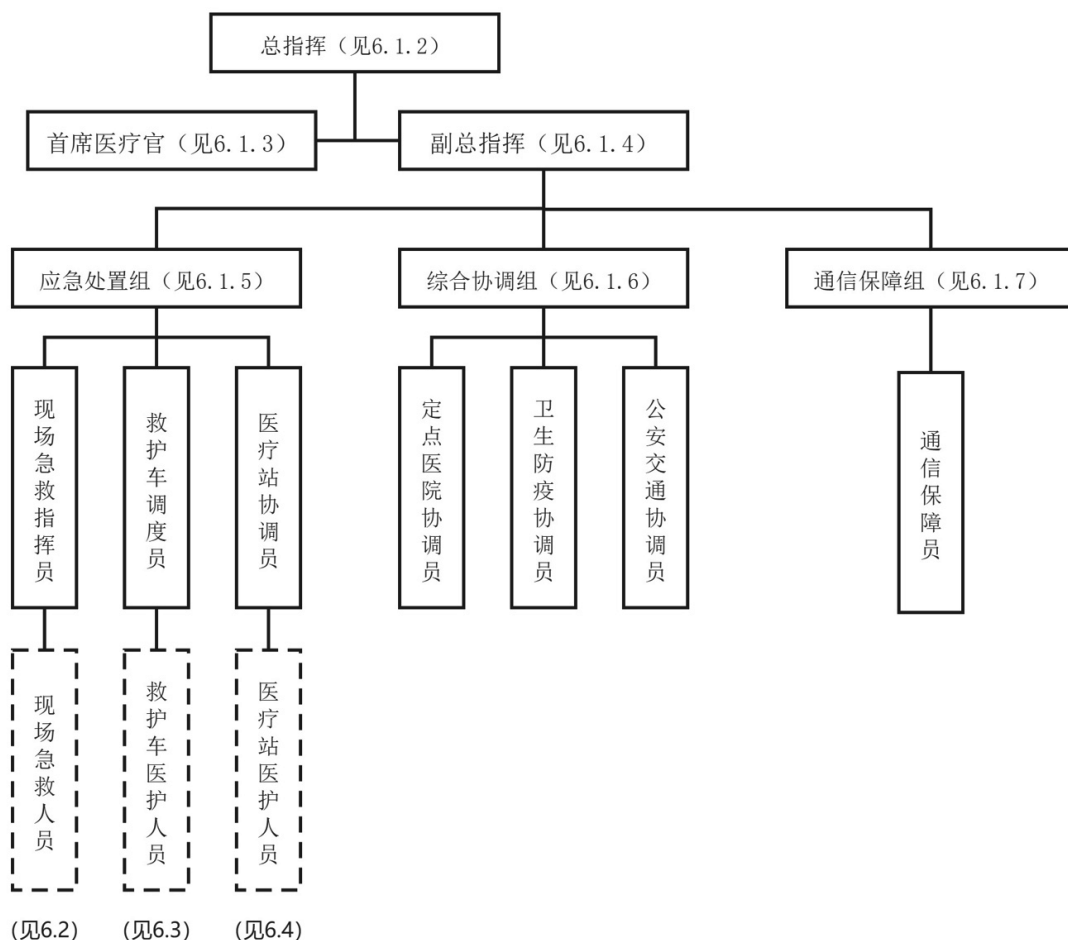 总指挥（见6.1.2）
首席医疗官（见6.1.3）
副总指挥（见6.1.4）
应急处置组（见6.1.5）
综合协调组（见6.1.6）
通信保障组（见6.1.7）
现场急救指挥员
救护车调度员
医疗站协调员
定点医院协调员
卫生防疫协调员
公安交通协调员
通信保障员
现场急救人员
救护车医护人员
医疗站医护人员
(见6.2)
(见6.3)
(见6.4)